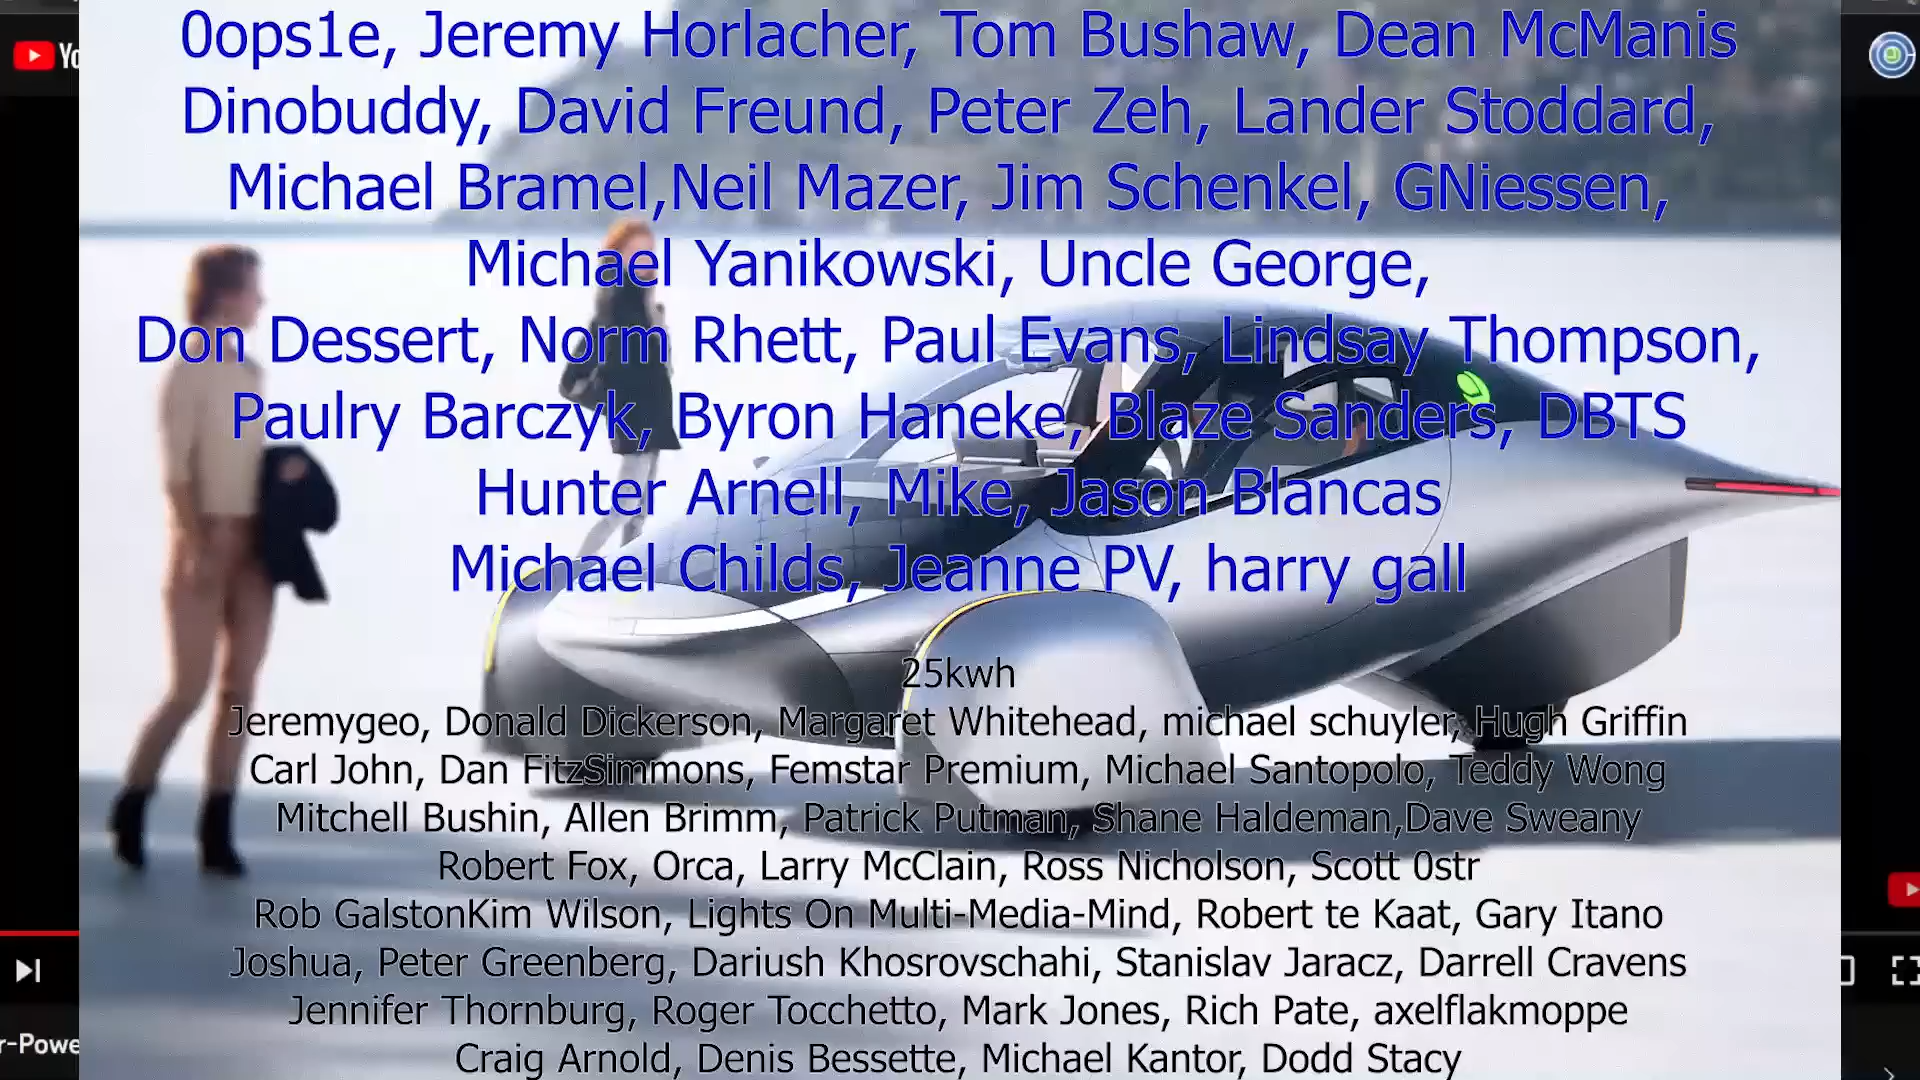 Yo
0ops1e, Jeremy Horlacher, Tom Bushaw, Dean McManis
Dinobuddy, David Freund, Peter Zeh, Lander Stoddard,
Michael Bramel,Neil Mazer, Jim Schenkel, GNiessen,
Michael Yanikowski, Uncle George,
Don Dessert, Norm Rhett, Paul Evans, Lindsay Thompson,
Paulry Barczyk, Byron Haneke, Blaze Sanders, DBTS
Hunter Arnell, Mike, Jason Blancas
Michael Childs, Jeanne PV, harry gall
25kwh
Jeremygeo, Donald Dickerson, Margaret Whitehead, michael schuyler, Hugh Griffin
Carl John, Dan FitzSimmons, Femstar Premium, Michael Santopolo, Teddy Wong
Mitchell Bushin, Allen Brimm, Patrick Putman, Shane Haldeman,Dave Sweany
Robert Fox, Orca, Larry McClain, Ross Nicholson, Scott 0str
Rob GalstonKim Wilson, Lights On Multi-Media-Mind, Robert te Kaat, Gary Itano
Joshua, Peter Greenberg, Dariush Khosrovschahi, Stanislav Jaracz, Darrell Cravens
Jennifer Thornburg, Roger Tocchetto, Mark Jones, Rich Pate, axelflakmoppe
r-Powe
Craig Arnold, Denis Bessette, Michael Kantor, Dodd Stacy